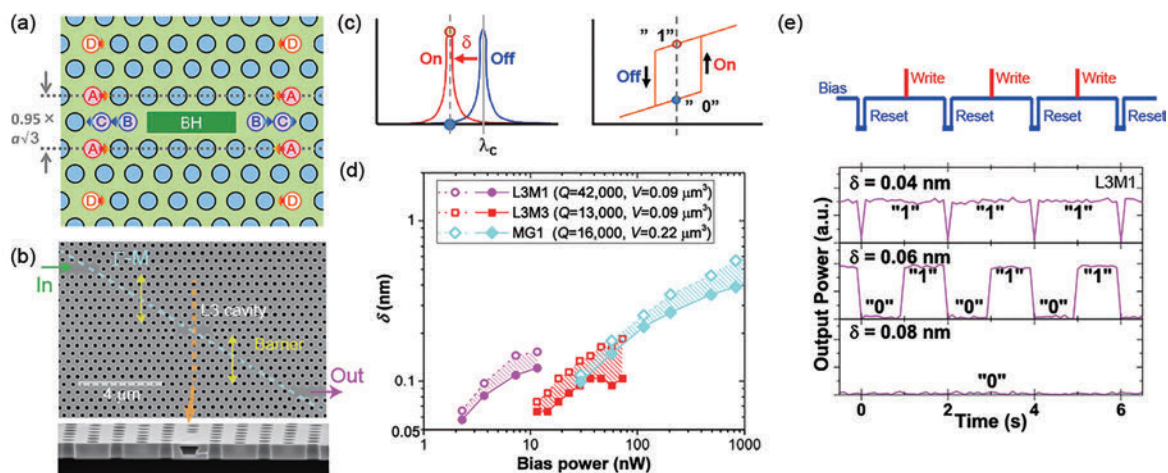 (a)
D
D
A
A
0.95 ×
a√3
C B
BH
B C
A
A
D
D
(b)
Γ-M
In
L3 cavity
Barrier
4 μm
Out
(c)
On
δ
Off
λc
" 1"
Off
On
" 0"
(d)
L3M1 (Q=42,000, V=0.09 μm³)
L3M3 (Q=13,000, V=0.09 μm³)
MG1 (Q=16,000, V=0.22 μm³)
δ (nm)
1
0.1
0.05
1
10
100
1000
Bias power (nW)
(e)
Write
Write
Write
Bias
Reset
Reset
Reset
Reset
δ = 0.04 nm
L3M1
"1"
"1"
"1"
δ = 0.06 nm
"1"
"1"
"1"
"0"
"0"
"0"
δ = 0.08 nm
"0"
Output Power (a.u.)
0
2
4
6
Time (s)